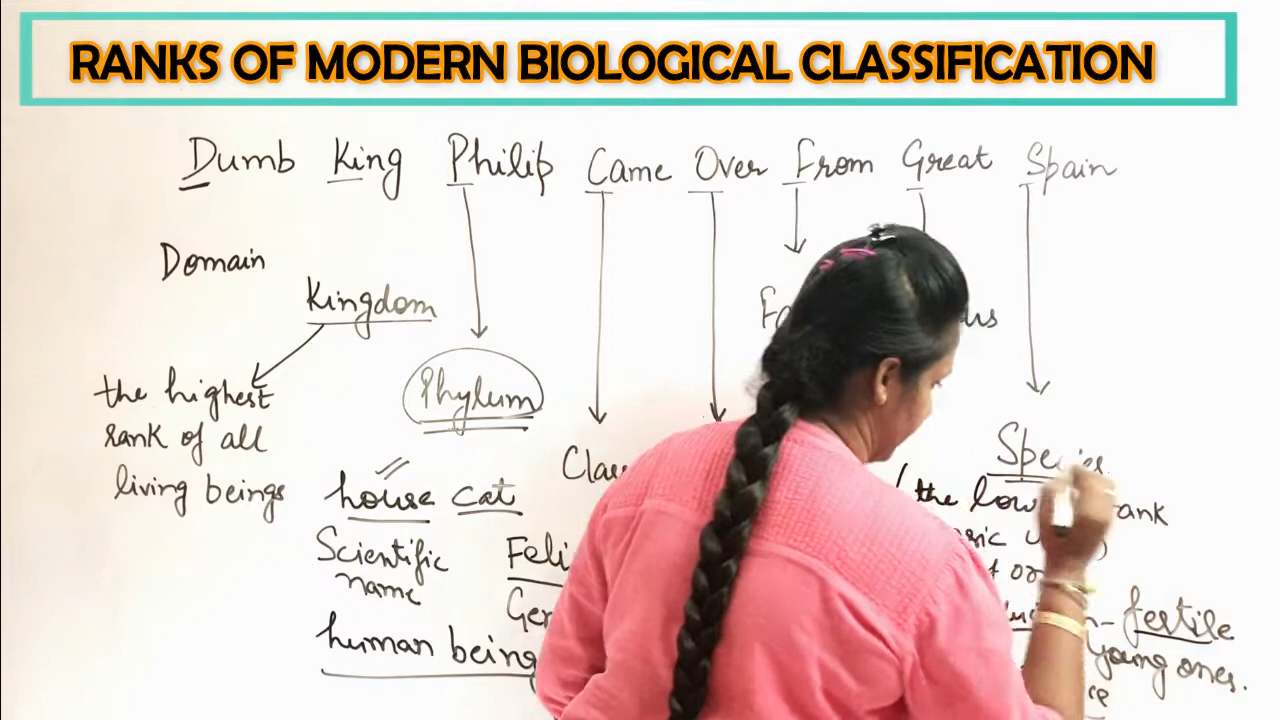 RANKS OF MODERN BIOLOGICAL CLASSIFICATION
Dumb King Philip Came Over From Great Spain
Domain
Kingdom
the highest
rank of all
living beings
Phylum
house cat
Scientific
name
human being
Species
the rank
fertile
young ones.